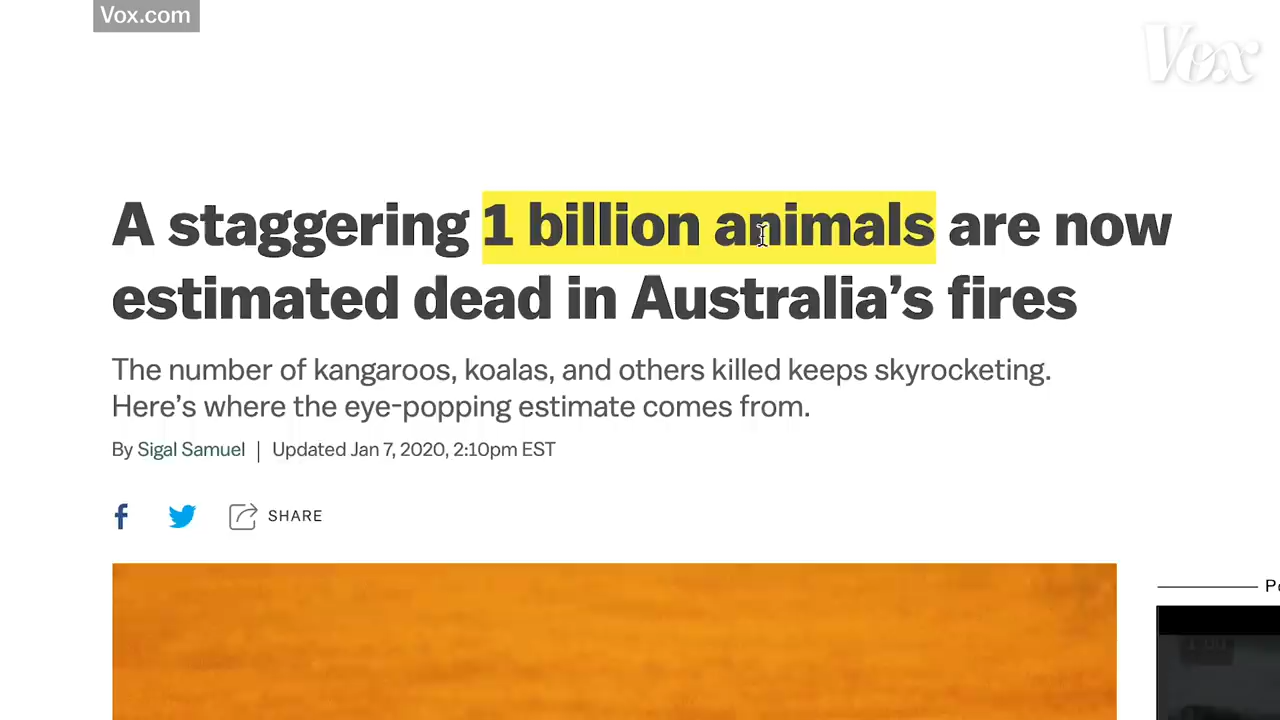 Vox.com
Vox
A staggering 1 billion animals are now
estimated dead in Australia’s fires
The number of kangaroos, koalas, and others killed keeps skyrocketing.
Here’s where the eye-popping estimate comes from.
By Sigal Samuel | Updated Jan 7, 2020, 2:10pm EST
SHARE